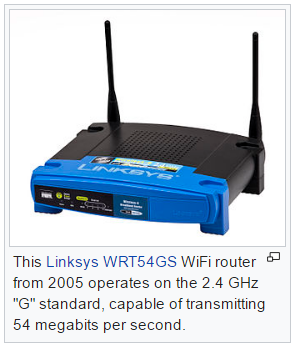 LINKSYS
This Linksys WRT54GS WiFi router
from 2005 operates on the 2.4 GHz
"G" standard, capable of transmitting
54 megabits per second.